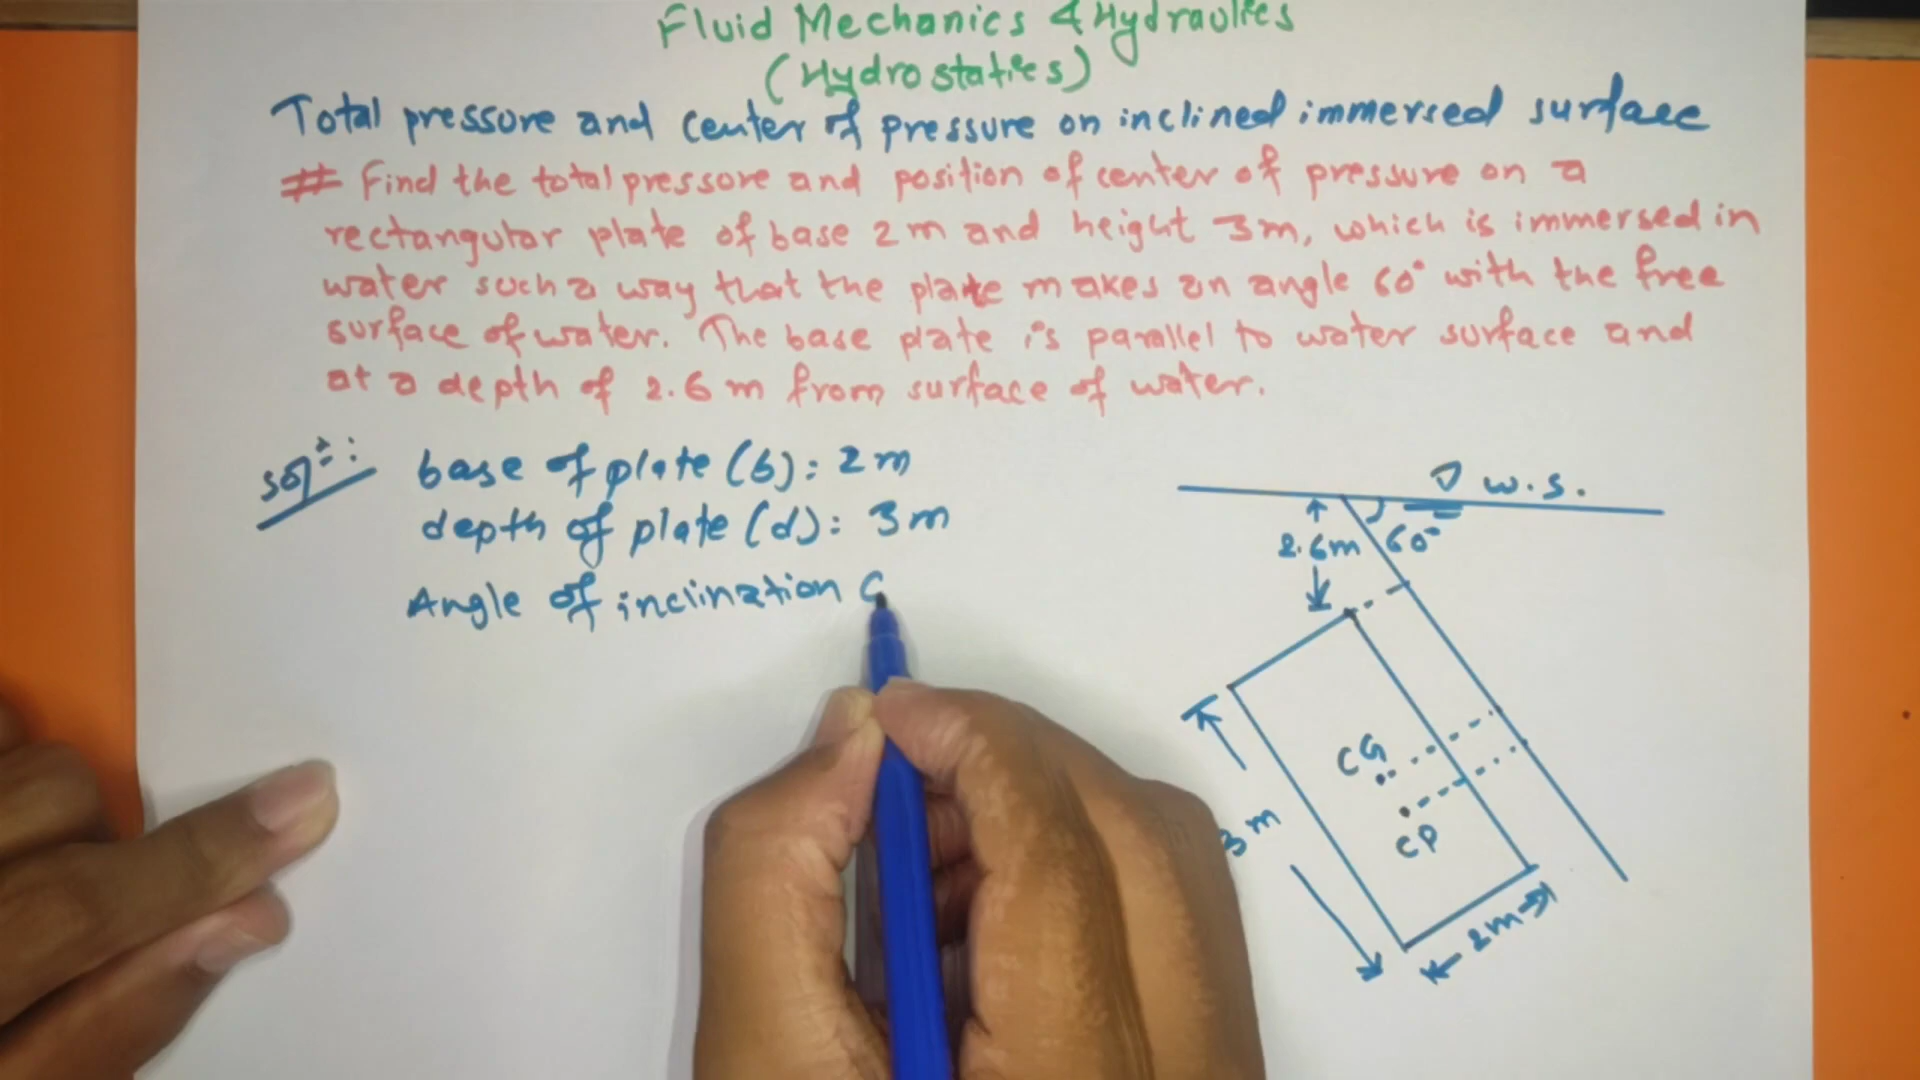 Fluid Mechanics & Hydraulics
(Hydrostatics)
Total pressure and center of pressure on inclined immersed surface
# Find the total pressure and position of center of pressure on a
rectangular plate of base 2m and height 3m, which is immersed in
water such a way that the plate makes an angle 60° with the free
surface of water. The base plate is parallel to water surface and
at a depth of 2.6 m from surface of water.
solⁿ:
base of plate (b): 2m
depth of plate (d): 3m
Angle of inclination (
w.s.
2.6m
60°
CG
CP
3m
2m